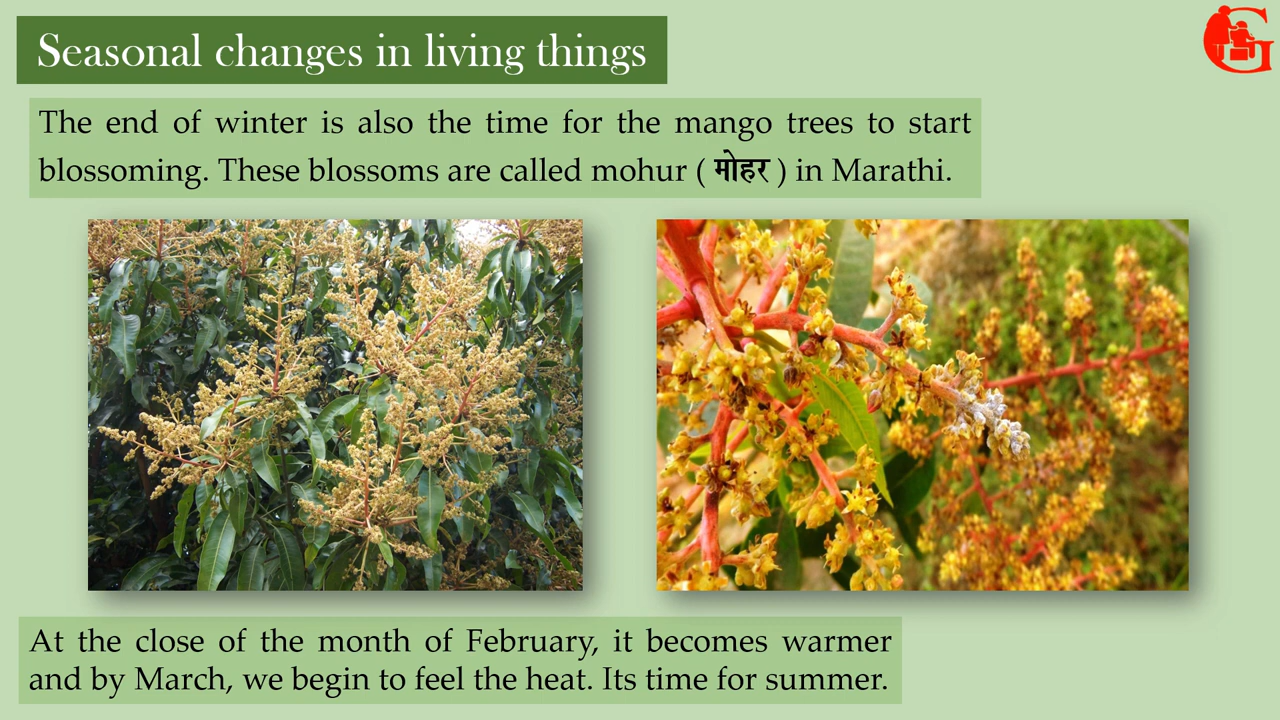 Seasonal changes in living things
The end of winter is also the time for the mango trees to start
blossoming. These blossoms are called mohur ( मोहर ) in Marathi.
At the close of the month of February, it becomes warmer
and by March, we begin to feel the heat. Its time for summer.